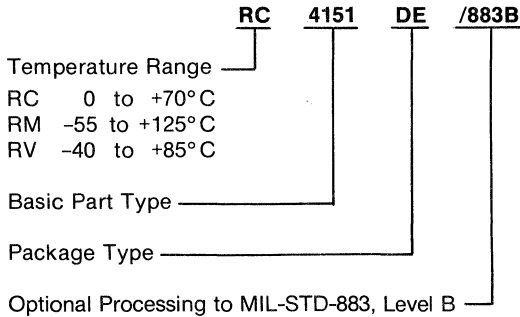 RC 4151 DE /883B
Temperature Range
RC 0 to +70°C
RM –55 to +125°C
RV –40 to +85°C
Basic Part Type
Package Type
Optional Processing to MIL-STD-883, Level B